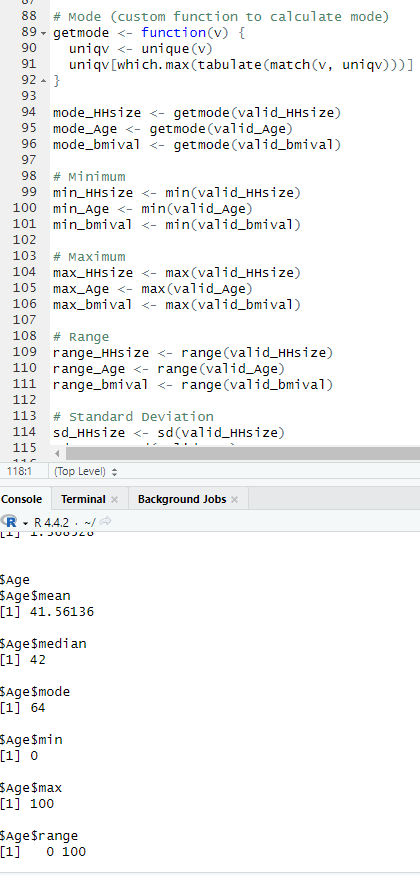 88 # Mode (custom function to calculate mode)
89 getmode <- function(v) {
90 uniqv <- unique(v)
91 uniqv[which.max(tabulate(match(v, uniqv)))]
92 }
93
94 mode_HHsize <- getmode(valid_HHsize)
95 mode_Age <- getmode(valid_Age)
96 mode_bmival <- getmode(valid_bmival)
97
98 # Minimum
99 min_HHsize <- min(valid_HHsize)
100 min_Age <- min(valid_Age)
101 min_bmival <- min(valid_bmival)
102
103 # Maximum
104 max_HHsize <- max(valid_HHsize)
105 max_Age <- max(valid_Age)
106 max_bmival <- max(valid_bmival)
107
108 # Range
109 range_HHsize <- range(valid_HHsize)
110 range_Age <- range(valid_Age)
111 range_bmival <- range(valid_bmival)
112
113 # Standard Deviation
114 sd_HHsize <- sd(valid_HHsize)
115
118:1 (Top Level)
Console Terminal Background Jobs
R R 4.4.2 · ~/
[1] 1.508928
$Age
$Age$mean
[1] 41.56136
$Age$median
[1] 42
$Age$mode
[1] 64
$Age$min
[1] 0
$Age$max
[1] 100
$Age$range
[1] 0 100